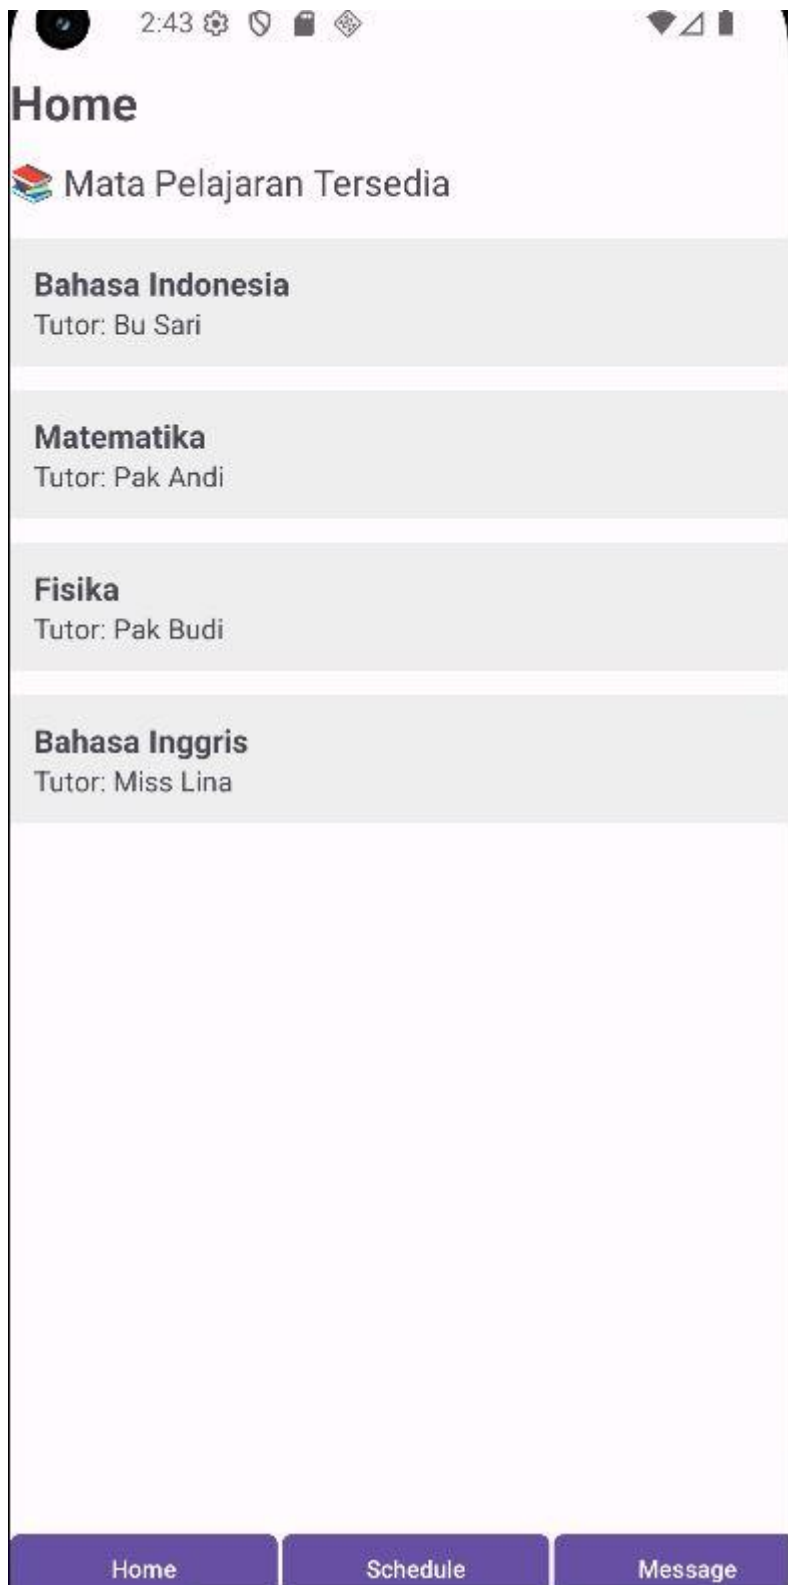 2:43
Home
📚 Mata Pelajaran Tersedia
Bahasa Indonesia
Tutor: Bu Sari
Matematika
Tutor: Pak Andi
Fisika
Tutor: Pak Budi
Bahasa Inggris
Tutor: Miss Lina
Home Schedule Message